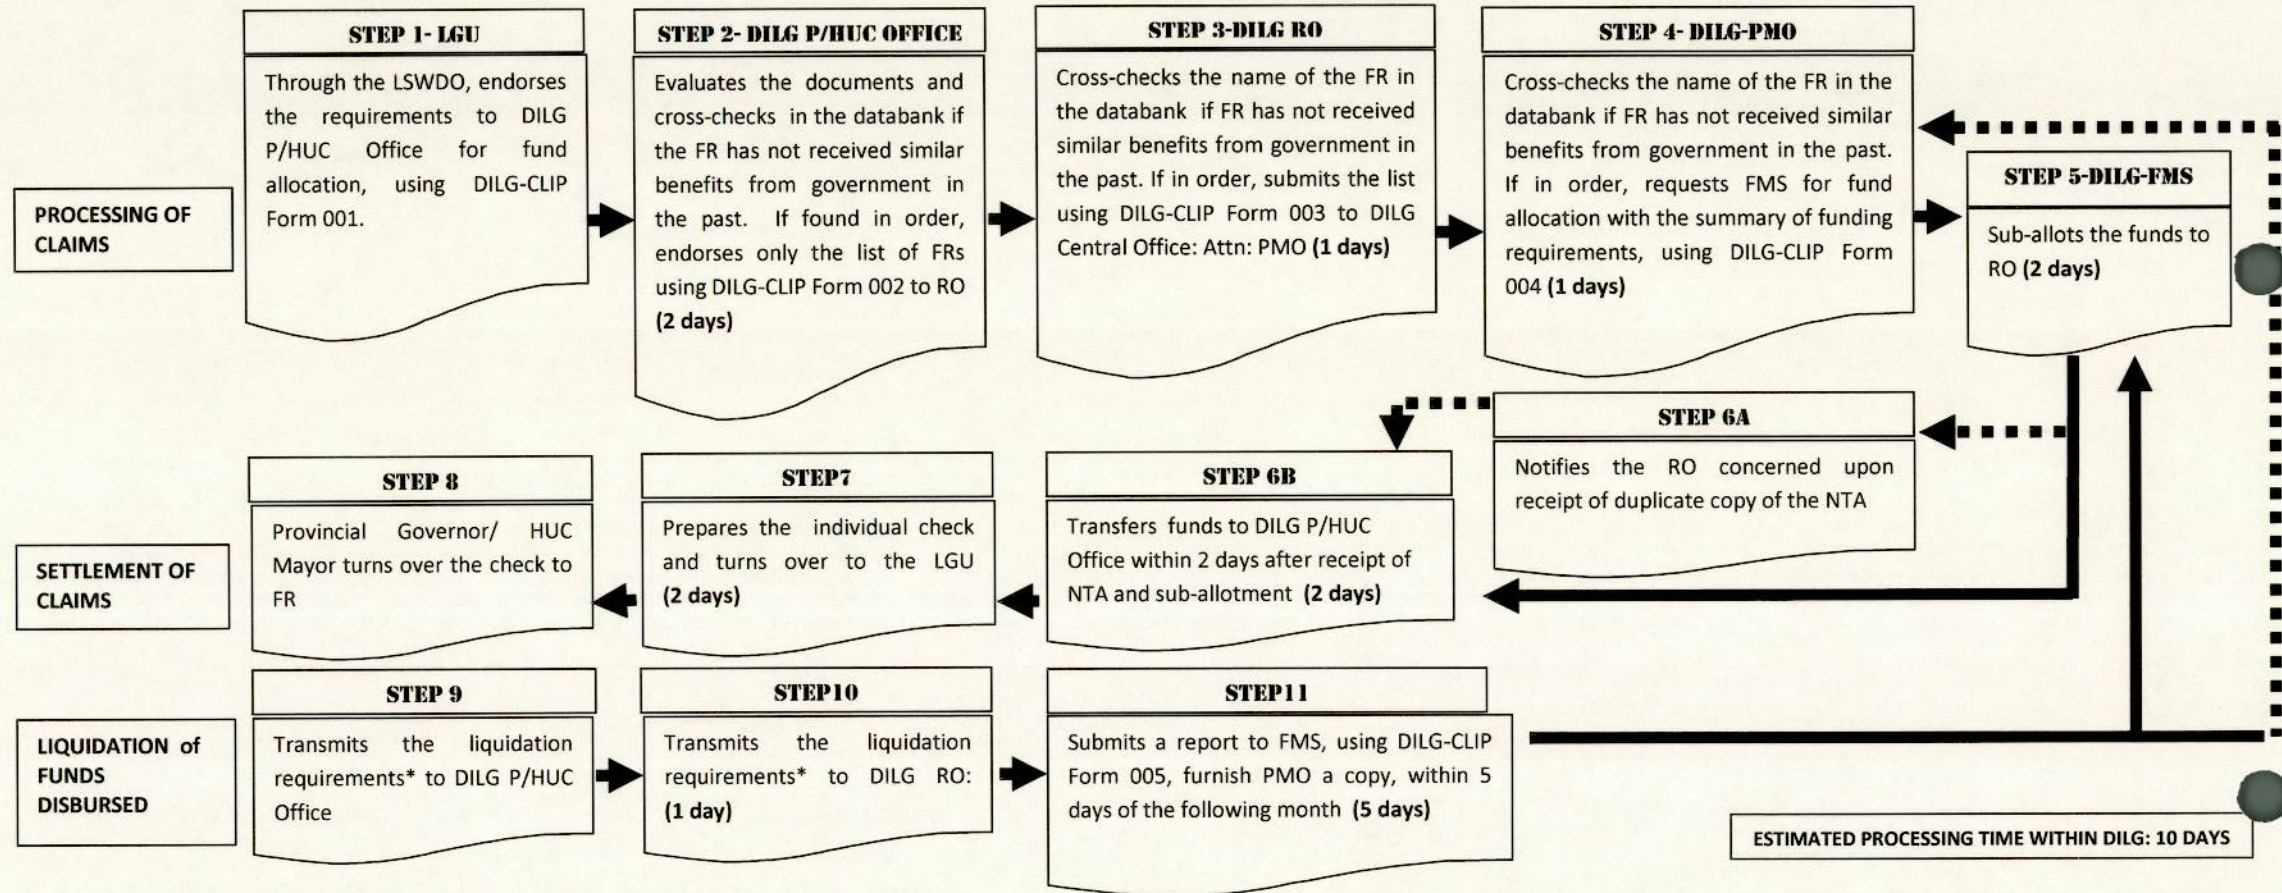 STEP 1- LGU
Through the LSWDO, endorses
the requirements to DILG
P/HUC Office for fund
allocation, using DILG-CLIP
Form 001.
STEP 2- DILG P/HUC OFFICE
Evaluates the documents and
cross-checks in the databank if
the FR has not received similar
benefits from government in
the past. If found in order,
endorses only the list of FRs
using DILG-CLIP Form 002 to RO
(2 days)
STEP 3-DILG RO
Cross-checks the name of the FR in
the databank if FR has not received
similar benefits from government in
the past. If in order, submits the list
using DILG-CLIP Form 003 to DILG
Central Office: Attn: PMO (1 days)
STEP 4- DILG-PMO
Cross-checks the name of the FR in the
databank if FR has not received similar
benefits from government in the past.
If in order, requests FMS for fund
allocation with the summary of funding
requirements, using DILG-CLIP Form
004 (1 days)
STEP 5-DILG-FMS
Sub-allots the funds to
RO (2 days)
PROCESSING OF
CLAIMS
STEP 6A
Notifies the RO concerned upon
receipt of duplicate copy of the NTA
STEP 6B
Transfers funds to DILG P/HUC
Office within 2 days after receipt of
NTA and sub-allotment (2 days)
STEP7
Prepares the individual check
and turns over to the LGU
(2 days)
STEP 8
Provincial Governor/ HUC
Mayor turns over the check to
FR
SETTLEMENT OF
CLAIMS
STEP 9
Transmits the liquidation
requirements* to DILG P/HUC
Office
STEP10
Transmits the liquidation
requirements* to DILG RO:
(1 day)
STEP11
Submits a report to FMS, using DILG-CLIP
Form 005, furnish PMO a copy, within 5
days of the following month (5 days)
LIQUIDATION of
FUNDS
DISBURSED
ESTIMATED PROCESSING TIME WITHIN DILG: 10 DAYS